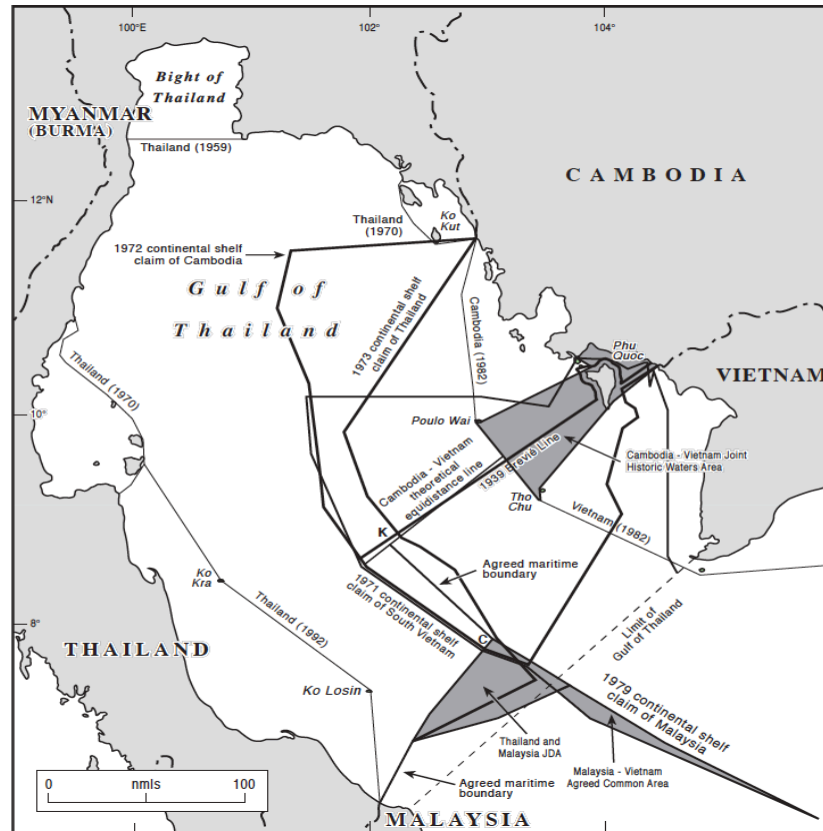 100°E
102°
104°
Bight of
Thailand
MYANMAR
(BURMA)
Thailand (1959)
CAMBODIA
12°N
Thailand
(1970)
Ko
Kut
1972 continental shelf
claim of Cambodia
Gulf of
Thailand
1973 continental shelf
claim of Thailand
Cambodia (1982)
Phu
Quoc
Thailand (1970)
VIETNAM
10°
Poulo Wai
Cambodia - Vietnam
theoretical
equidistance line
1939 Brevié Line
Cambodia - Vietnam Joint
Historic Waters Area
Tho
Chu
Vietnam (1982)
K
Ko
Kra
Agreed maritime
boundary
1971 continental shelf
claim of South Vietnam
Thailand (1992)
8°
THAILAND
C
Limit of
Gulf of Thailand
Ko Losin
1979 continental shelf
claim of Malaysia
Thailand and
Malaysia JDA
Malaysia - Vietnam
Agreed Common Area
0 nmls 100
Agreed maritime
boundary
MALAYSIA